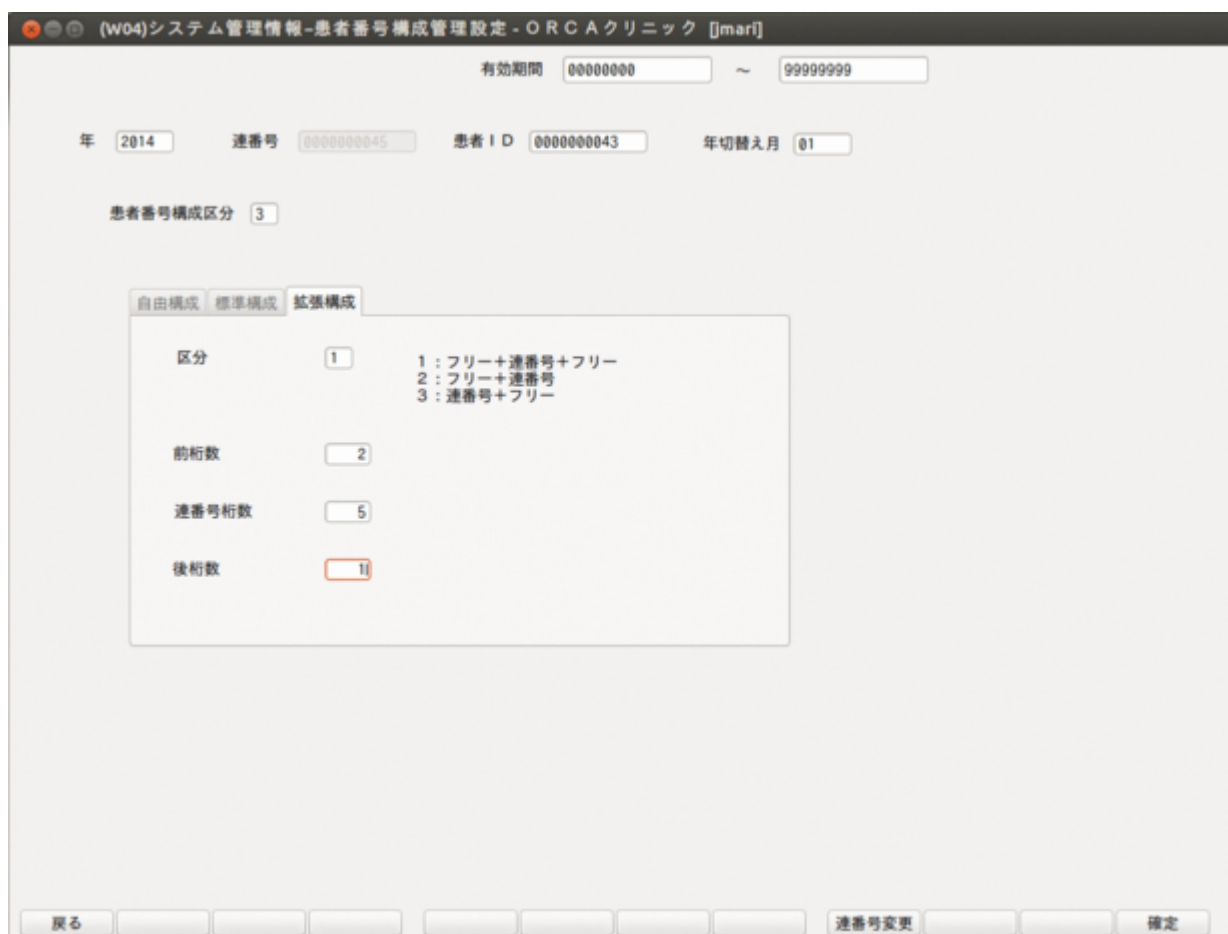 (W04)システム管理情報-患者番号構成管理設定-ORCAクリニック [jmari]
有効期間 00000000 ～ 99999999
年 2014 連番号 0000000045 患者ID 0000000043 年切替え月 01
患者番号構成区分 3
自由構成 標準構成 拡張構成
区分 1 1：フリー＋連番号＋フリー
2：フリー＋連番号
3：連番号＋フリー
前桁数 2
連番号桁数 5
後桁数 1
戻る 連番号変更 確定